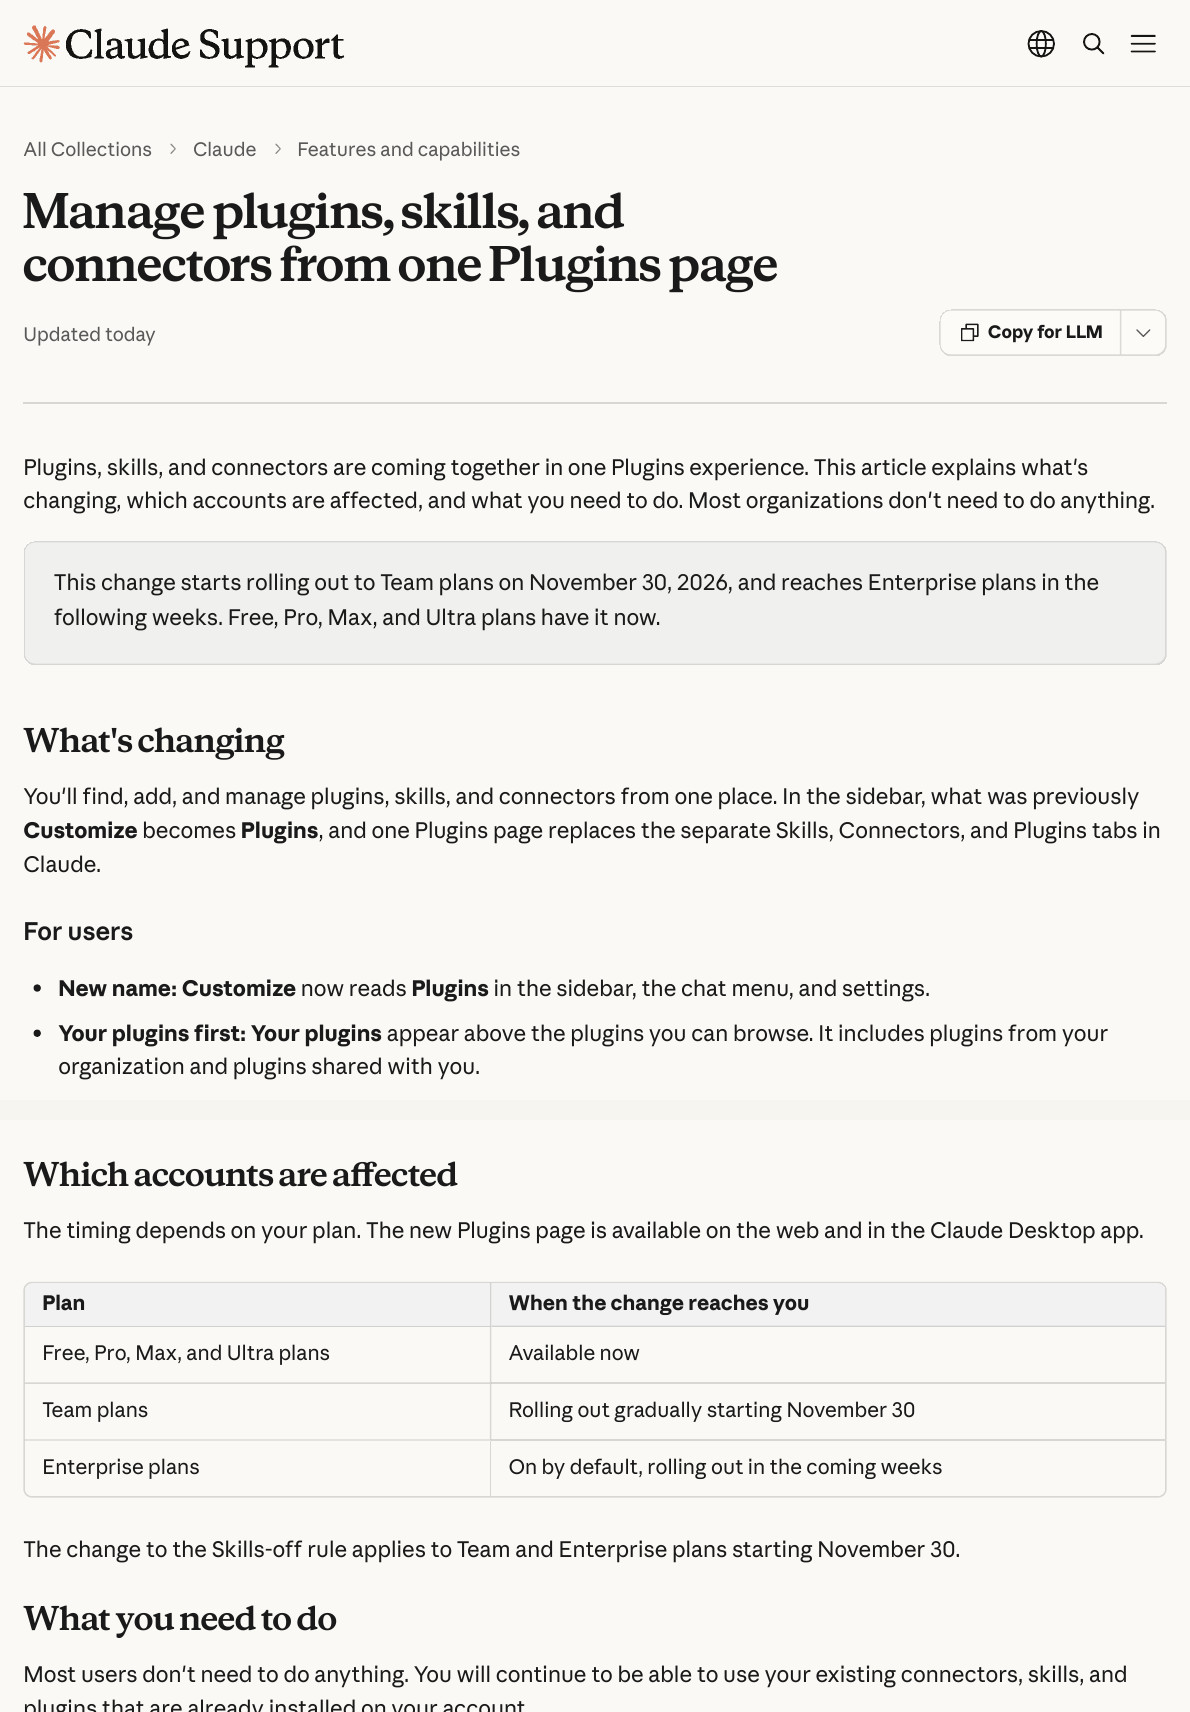 Claude Support
All Collections > Claude > Features and capabilities
Manage plugins, skills, and
connectors from one Plugins page
Updated today
Copy for LLM
Plugins, skills, and connectors are coming together in one Plugins experience. This article explains what's
changing, which accounts are affected, and what you need to do. Most organizations don't need to do anything.
This change starts rolling out to Team plans on November 30, 2026, and reaches Enterprise plans in the
following weeks. Free, Pro, Max, and Ultra plans have it now.
What's changing
You'll find, add, and manage plugins, skills, and connectors from one place. In the sidebar, what was previously
Customize becomes Plugins, and one Plugins page replaces the separate Skills, Connectors, and Plugins tabs in
Claude.
For users
• New name: Customize now reads Plugins in the sidebar, the chat menu, and settings.
• Your plugins first: Your plugins appear above the plugins you can browse. It includes plugins from your
organization and plugins shared with you.
Which accounts are affected
The timing depends on your plan. The new Plugins page is available on the web and in the Claude Desktop app.
Plan When the change reaches you
Free, Pro, Max, and Ultra plans Available now
Team plans Rolling out gradually starting November 30
Enterprise plans On by default, rolling out in the coming weeks
The change to the Skills-off rule applies to Team and Enterprise plans starting November 30.
What you need to do
Most users don't need to do anything. You will continue to be able to use your existing connectors, skills, and
plugins that are already installed on your account.